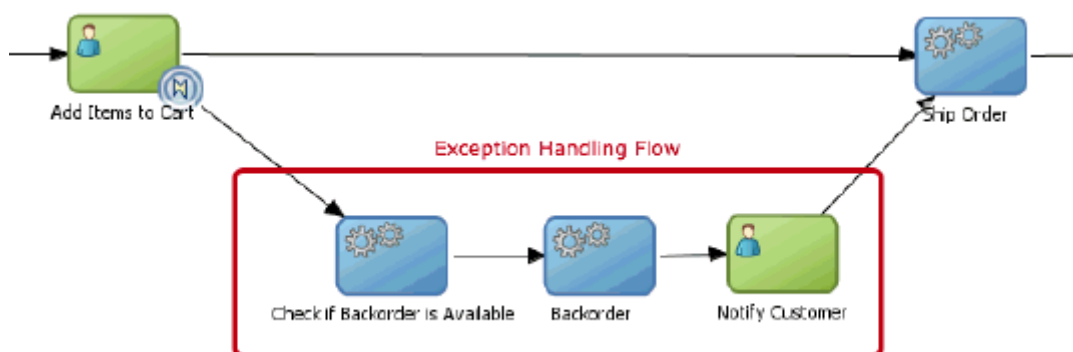 Add Items to Cart
Ship Order
Exception Handling Flow
Check if Backorder is Available
Backorder
Notify Customer